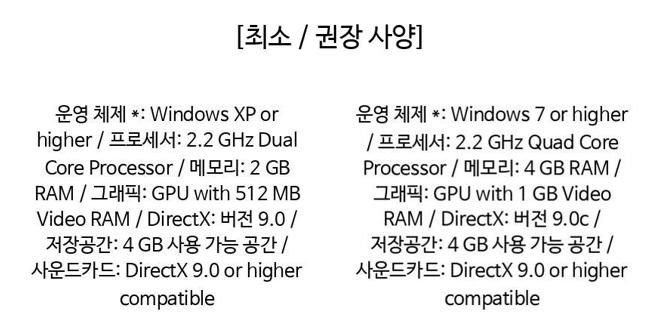 [최소 / 권장 사양]
운영 체제 *: Windows XP or
higher / 프로세서: 2.2 GHz Dual
Core Processor / 메모리: 2 GB
RAM / 그래픽: GPU with 512 MB
Video RAM / DirectX: 버전 9.0 /
저장공간: 4 GB 사용 가능 공간 /
사운드카드: DirectX 9.0 or higher
compatible
운영 체제 *: Windows 7 or higher
/ 프로세서: 2.2 GHz Quad Core
Processor / 메모리: 4 GB RAM /
그래픽: GPU with 1 GB Video
RAM / DirectX: 버전 9.0c /
저장공간: 4 GB 사용 가능 공간 /
사운드카드: DirectX 9.0 or higher
compatible